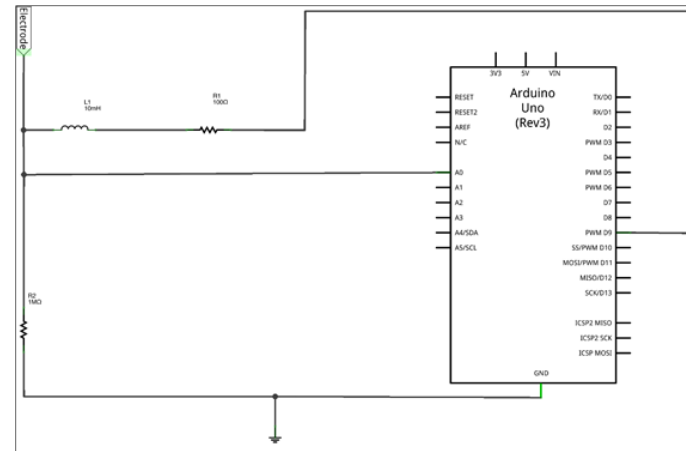 Electrode
L1
10mH
R1
100Ω
R2
1MΩ
3V3
5V
VIN
Arduino
Uno
(Rev3)
RESET
RESET2
AREF
N/C
A0
A1
A2
A3
A4/SDA
A5/SCL
TX/D0
RX/D1
D2
PWM D3
D4
PWM D5
PWM D6
D7
D8
PWM D9
SS/PWM D10
MOSI/PWM D11
MISO/D12
SCK/D13
ICSP2 MISO
ICSP2 SCK
ICSP MOSI
GND